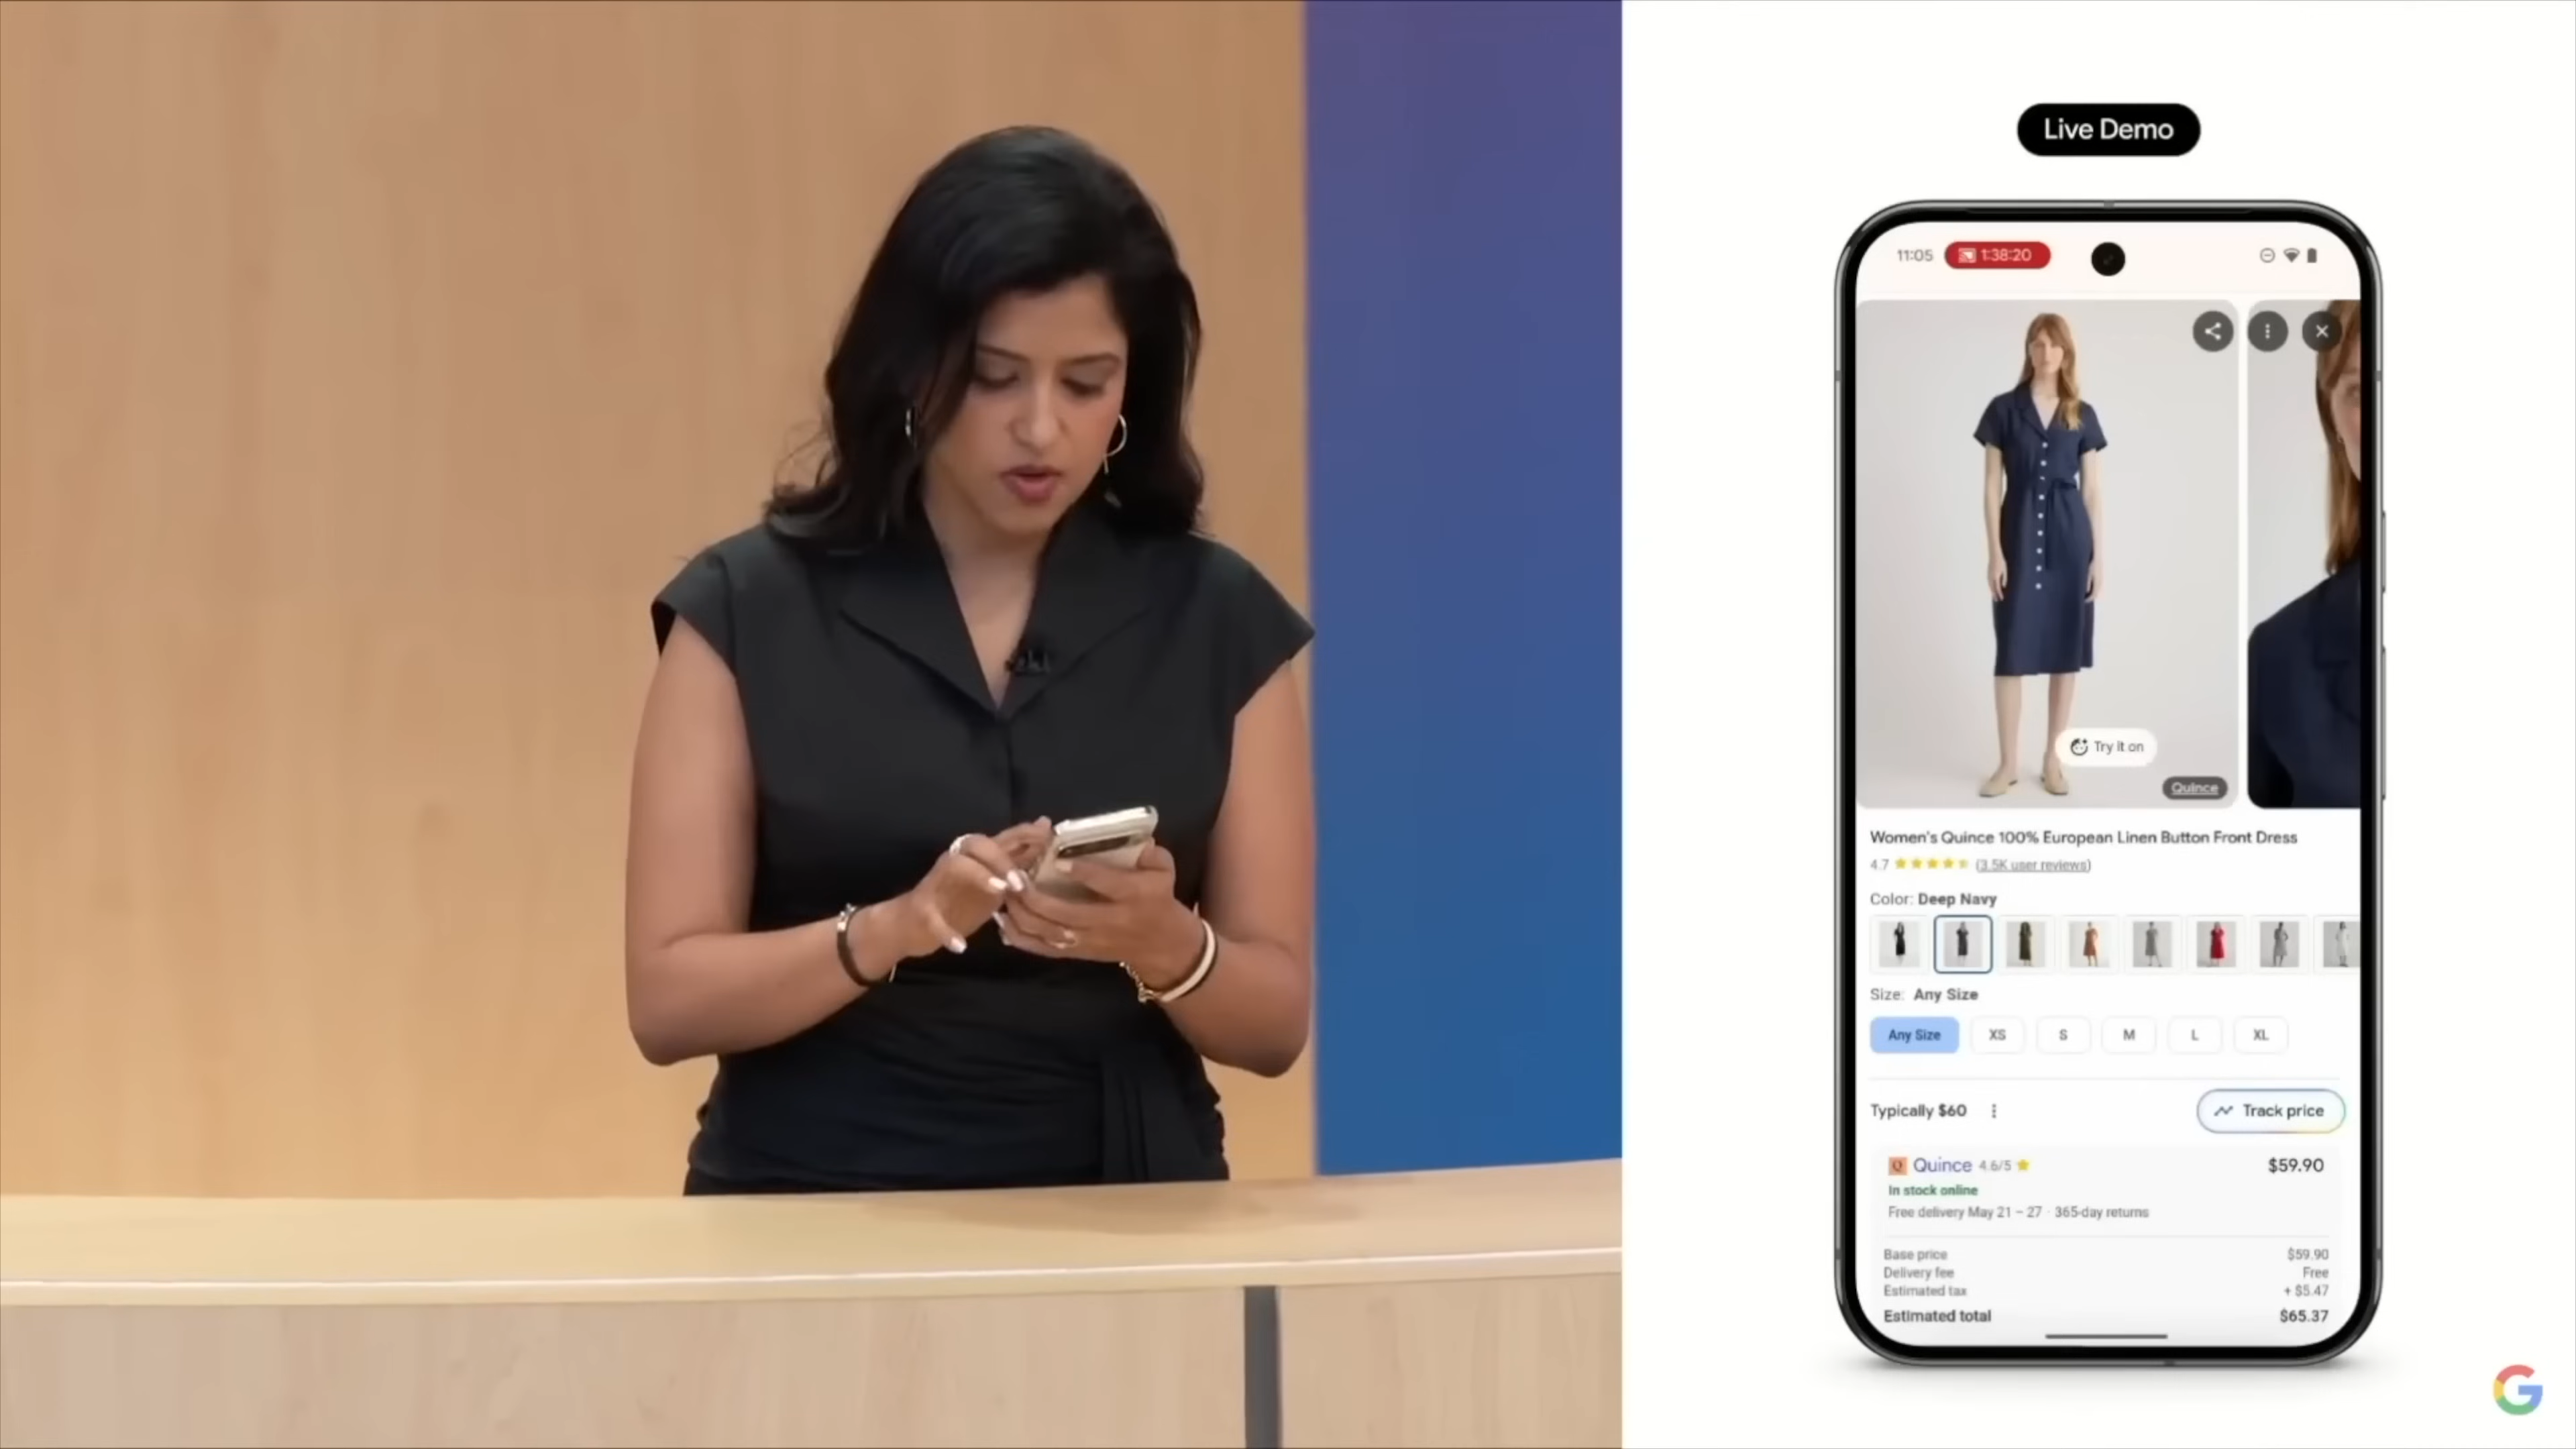 Live Demo
11:05
1:38:20
Try it on
Quince
Women's Quince 100% European Linen Button Front Dress
4.7 (3.5K user reviews)
Color: Deep Navy
Size: Any Size
Any Size XS S M L XL
Typically $60
Track price
Q Quince 4.6/5 $59.90
In stock online
Free delivery May 21 – 27 · 365-day returns
Base price $59.90
Delivery fee Free
Estimated tax + $5.47
Estimated total $65.37
G